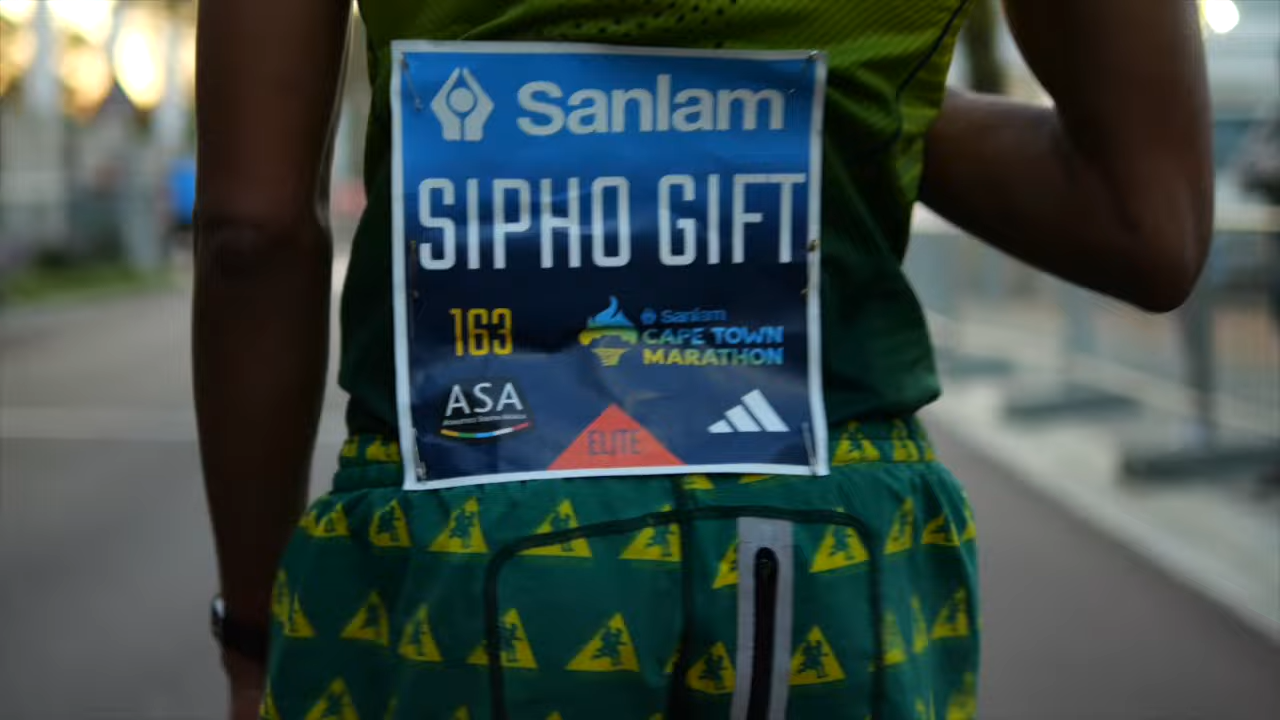 Sanlam
SIPHO GIFT
163
Sanlam
CAPE TOWN
MARATHON
ASA
ELITE